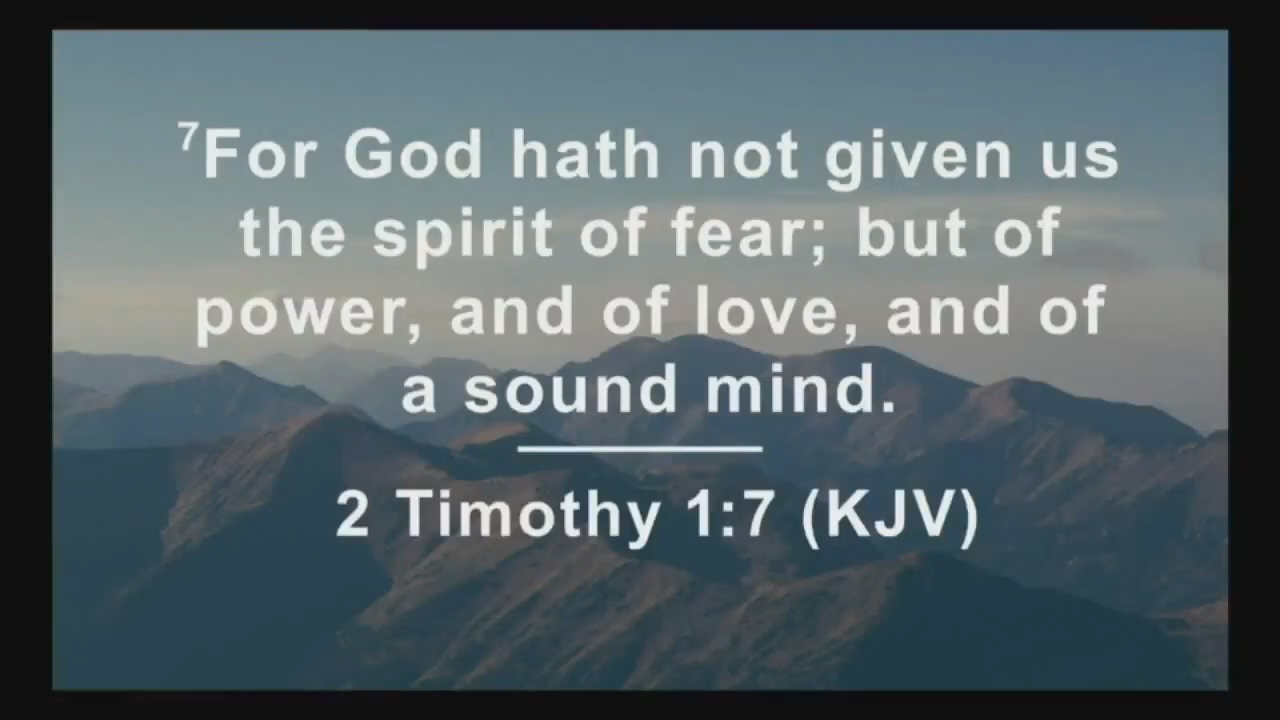 ⁷For God hath not given us
the spirit of fear; but of
power, and of love, and of
a sound mind.
2 Timothy 1:7 (KJV)